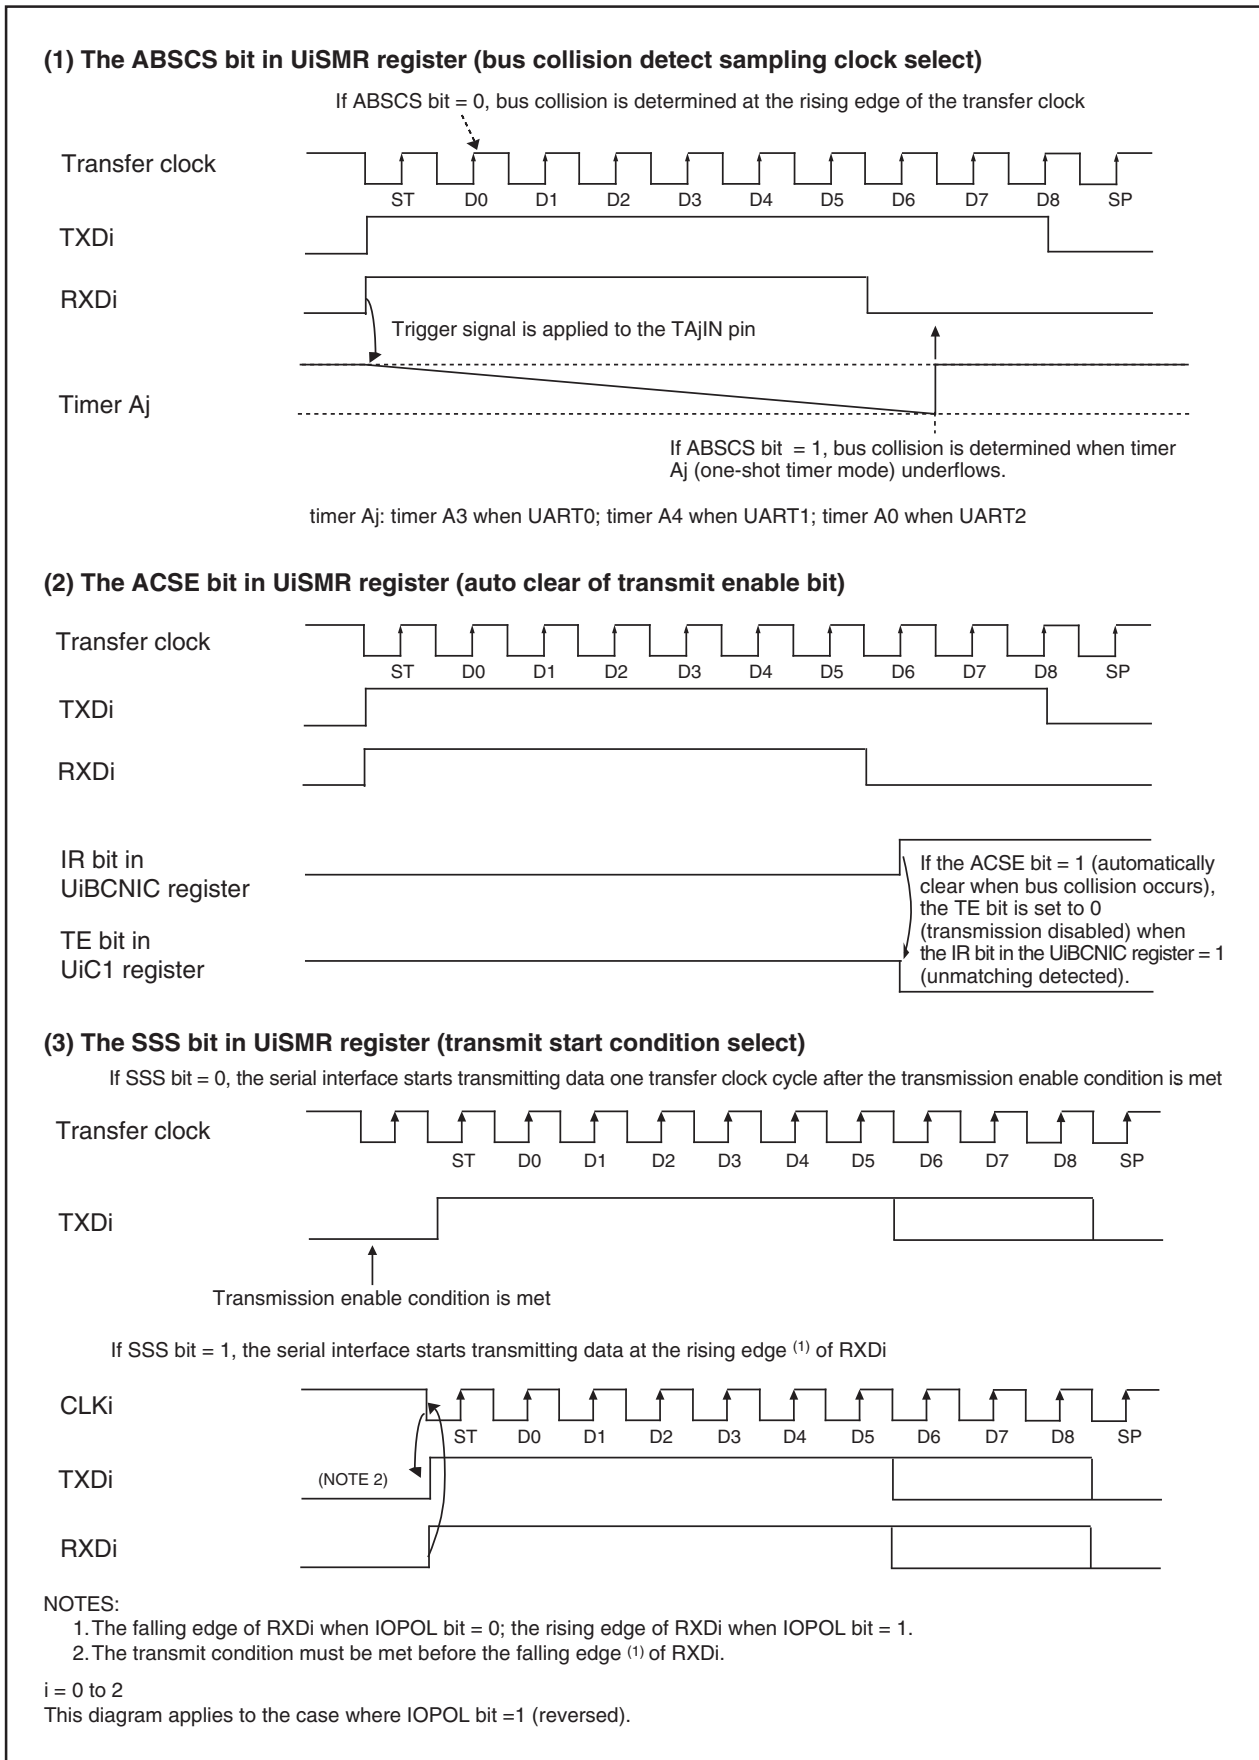 (1) The ABSCS bit in UiSMR register (bus collision detect sampling clock select)
If ABSCS bit = 0, bus collision is determined at the rising edge of the transfer clock
Transfer clock
ST D0 D1 D2 D3 D4 D5 D6 D7 D8 SP
TXDi
RXDi
Trigger signal is applied to the TAjIN pin
Timer Aj
If ABSCS bit = 1, bus collision is determined when timer
Aj (one-shot timer mode) underflows.
timer Aj: timer A3 when UART0; timer A4 when UART1; timer A0 when UART2
(2) The ACSE bit in UiSMR register (auto clear of transmit enable bit)
Transfer clock
ST D0 D1 D2 D3 D4 D5 D6 D7 D8 SP
TXDi
RXDi
IR bit in
UiBCNIC register
TE bit in
UiC1 register
If the ACSE bit = 1 (automatically
clear when bus collision occurs),
the TE bit is set to 0
(transmission disabled) when
the IR bit in the UiBCNIC register = 1
(unmatching detected).
(3) The SSS bit in UiSMR register (transmit start condition select)
If SSS bit = 0, the serial interface starts transmitting data one transfer clock cycle after the transmission enable condition is met
Transfer clock
ST D0 D1 D2 D3 D4 D5 D6 D7 D8 SP
TXDi
Transmission enable condition is met
If SSS bit = 1, the serial interface starts transmitting data at the rising edge (1) of RXDi
CLKi
ST D0 D1 D2 D3 D4 D5 D6 D7 D8 SP
TXDi
(NOTE 2)
RXDi
NOTES:
1. The falling edge of RXDi when IOPOL bit = 0; the rising edge of RXDi when IOPOL bit = 1.
2. The transmit condition must be met before the falling edge (1) of RXDi.
i = 0 to 2
This diagram applies to the case where IOPOL bit =1 (reversed).